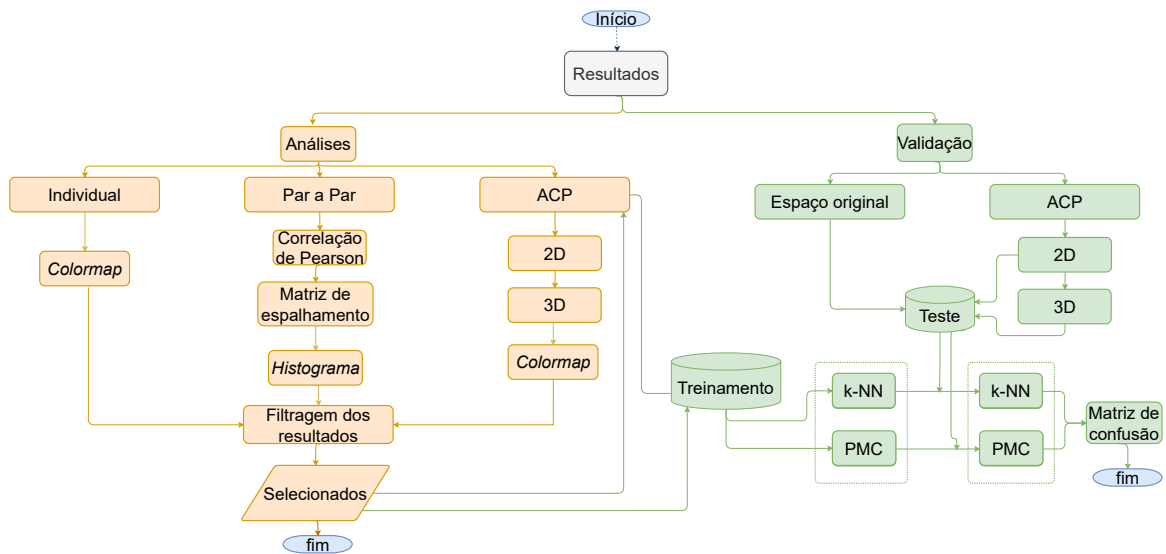 Início
Resultados
Análises
Validação
Individual
Par a Par
ACP
Espaço original
ACP
Correlação
de Pearson
Colormap
2D
2D
Matriz de
espalhamento
3D
3D
Teste
Histograma
Colormap
Treinamento
k-NN
k-NN
Filtragem dos
resultados
Matriz de
confusão
PMC
PMC
fim
Selecionados
fim